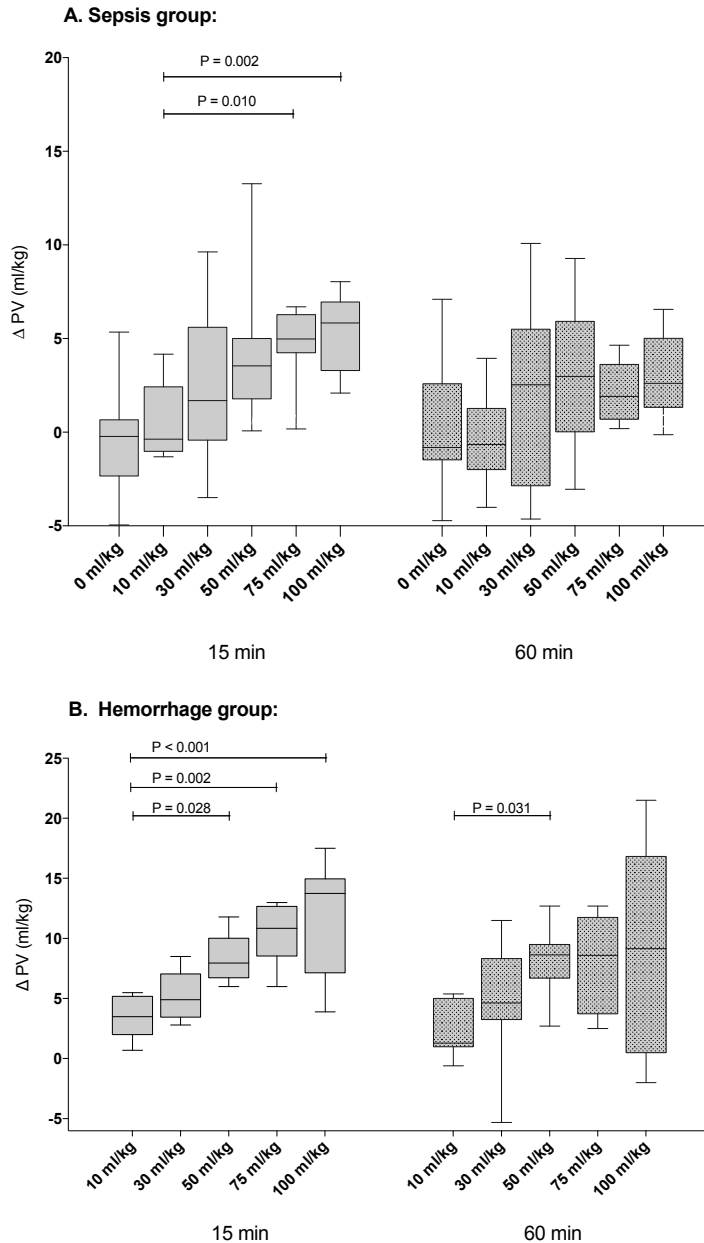 A. Sepsis group:
20
P = 0.002
P = 0.010
15
10
Δ PV (ml/kg)
5
0
-5
0 ml/kg
10 ml/kg
30 ml/kg
50 ml/kg
75 ml/kg
100 ml/kg
0 ml/kg
10 ml/kg
30 ml/kg
50 ml/kg
75 ml/kg
100 ml/kg
15 min
60 min
B. Hemorrhage group:
25
P < 0.001
P = 0.002
20
P = 0.028
P = 0.031
15
10
Δ PV (ml/kg)
5
0
-5
10 ml/kg
30 ml/kg
50 ml/kg
75 ml/kg
100 ml/kg
10 ml/kg
30 ml/kg
50 ml/kg
75 ml/kg
100 ml/kg
15 min
60 min